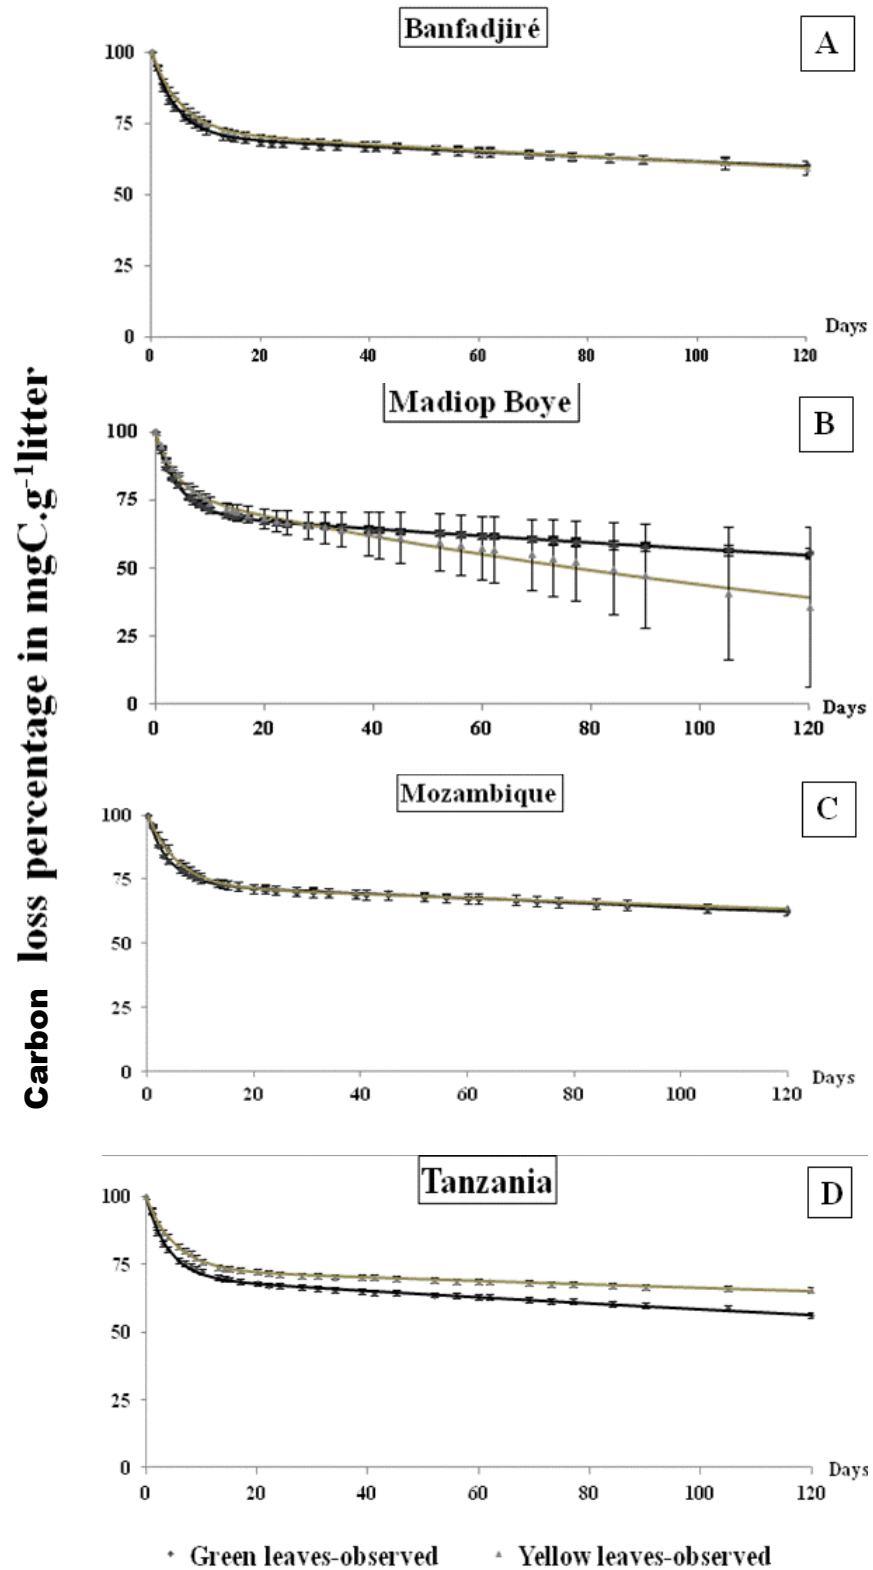 Carbon loss percentage in mgC.g⁻¹litter
Banfadjiré
A
100
75
50
25
0
Days
0 20 40 60 80 100 120
Madiop Boye
B
100
75
50
25
0
Days
0 20 40 60 80 100 120
Mozambique
C
100
75
50
25
0
Days
0 20 40 60 80 100 120
Tanzania
D
100
75
50
25
0
Days
0 20 40 60 80 100 120
Green leaves-observed Yellow leaves-observed